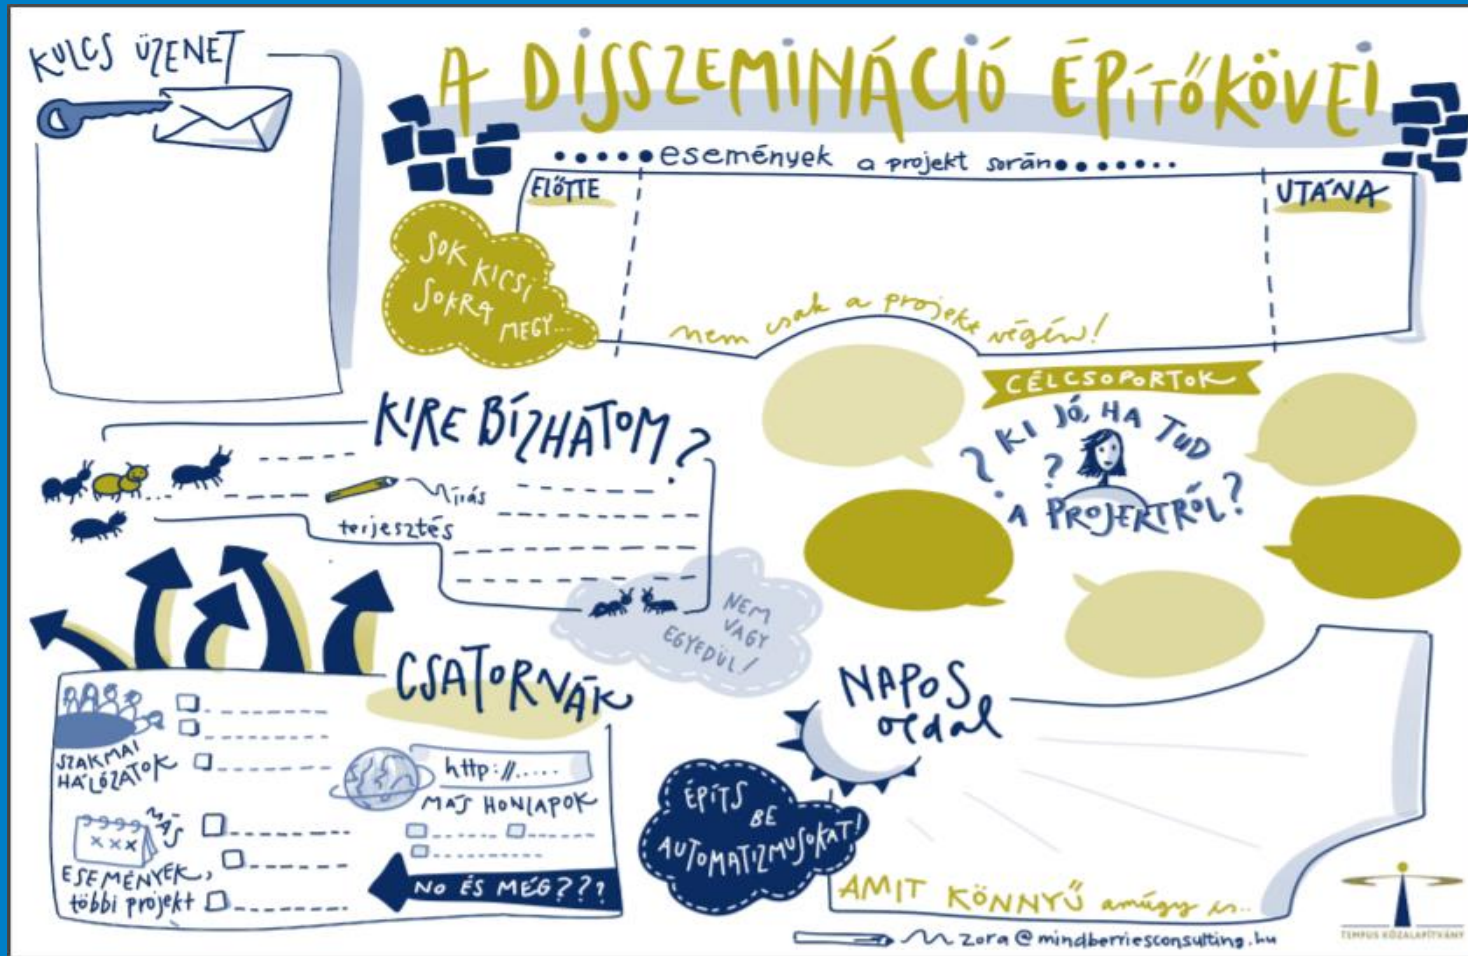 KULCS ÜZENET
A DISSZEMINÁCIÓ ÉPÍTŐKÖVEI
események a projekt során
ELŐTTE
UTÁNA
SOK KICSI
SOKRA
MEGY...
nem csak a projekt végén!
CÉLCSOPORTOK
? KI JÓ, HA TUD
?
A PROJEKTRŐL?
KIRE BÍZHATOM?
írás
terjesztés
NEM
VAGY
EGYEDÜL!
CSATORNÁK
SZAKMAI
HÁLÓZATOK
http://.....
MÁS HONLAPOK
MÁS
xxx
ESEMÉNYEK,
többi projekt
NO ÉS MÉG???
NAPOS
oldal
ÉPÍTS
BE
AUTOMATIZMUSOKAT!
AMIT KÖNNYŰ amúgy is..
zora@mindberriesconsulting.hu
TEMPUS KÖZALAPÍTVÁNY